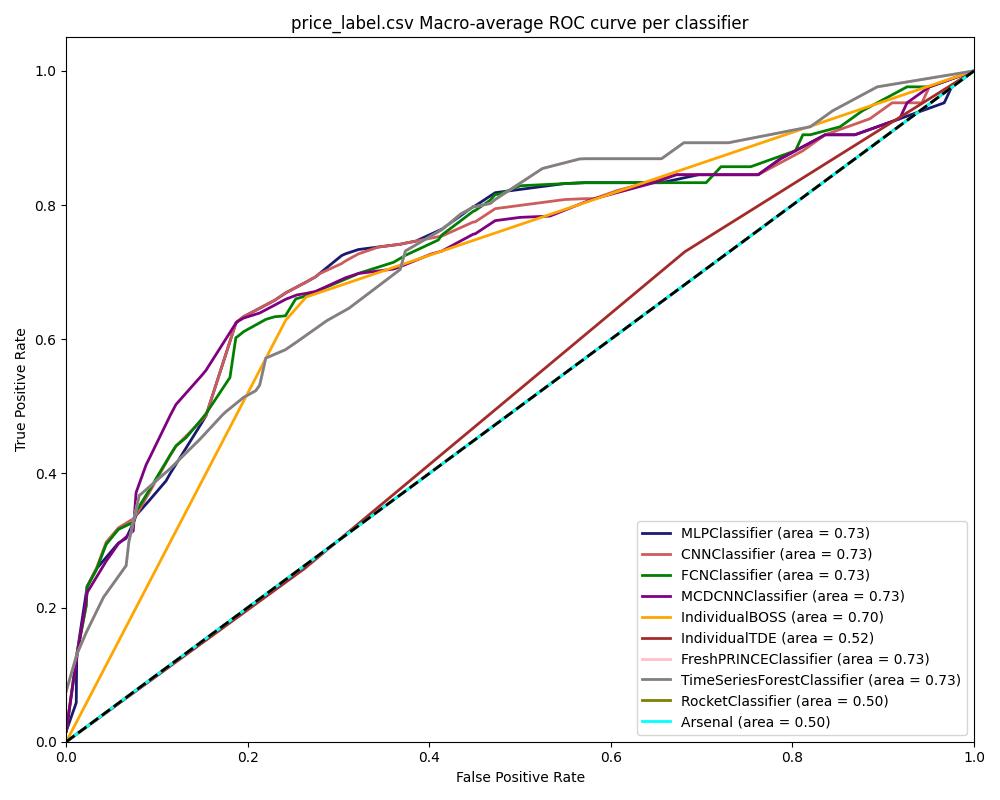 price_label.csv Macro-average ROC curve per classifier
True Positive Rate
1.0
0.8
0.6
0.4
0.2
0.0
MLPClassifier (area = 0.73)
CNNClassifier (area = 0.73)
FCNClassifier (area = 0.73)
MCDCNNClassifier (area = 0.73)
IndividualBOSS (area = 0.70)
IndividualTDE (area = 0.52)
FreshPRINCEClassifier (area = 0.73)
TimeSeriesForestClassifier (area = 0.73)
RocketClassifier (area = 0.50)
Arsenal (area = 0.50)
0.0 0.2 0.4 0.6 0.8 1.0
False Positive Rate